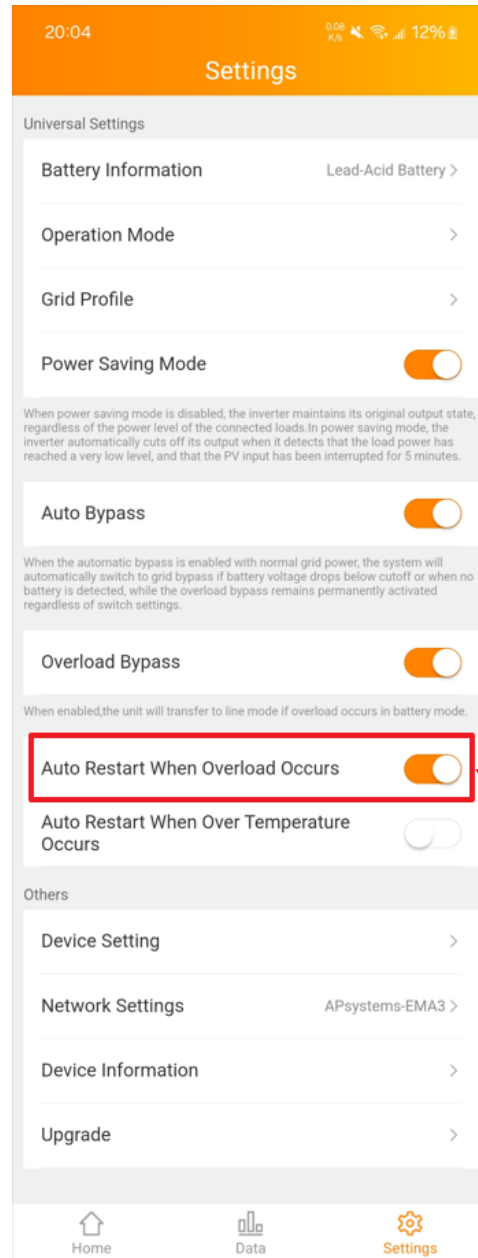 20:04 0.08 K/s 12%
Settings
Universal Settings
Battery Information Lead-Acid Battery >
Operation Mode >
Grid Profile >
Power Saving Mode
When power saving mode is disabled, the inverter maintains its original output state,
regardless of the power level of the connected loads.In power saving mode, the
inverter automatically cuts off its output when it detects that the load power has
reached a very low level, and that the PV input has been interrupted for 5 minutes.
Auto Bypass
When the automatic bypass is enabled with normal grid power, the system will
automatically switch to grid bypass if battery voltage drops below cutoff or when no
battery is detected, while the overload bypass remains permanently activated
regardless of switch settings.
Overload Bypass
When enabled,the unit will transfer to line mode if overload occurs in battery mode.
Auto Restart When Overload Occurs
Auto Restart When Over Temperature
Occurs
Others
Device Setting >
Network Settings APsystems-EMA3 >
Device Information >
Upgrade >
Home Data Settings